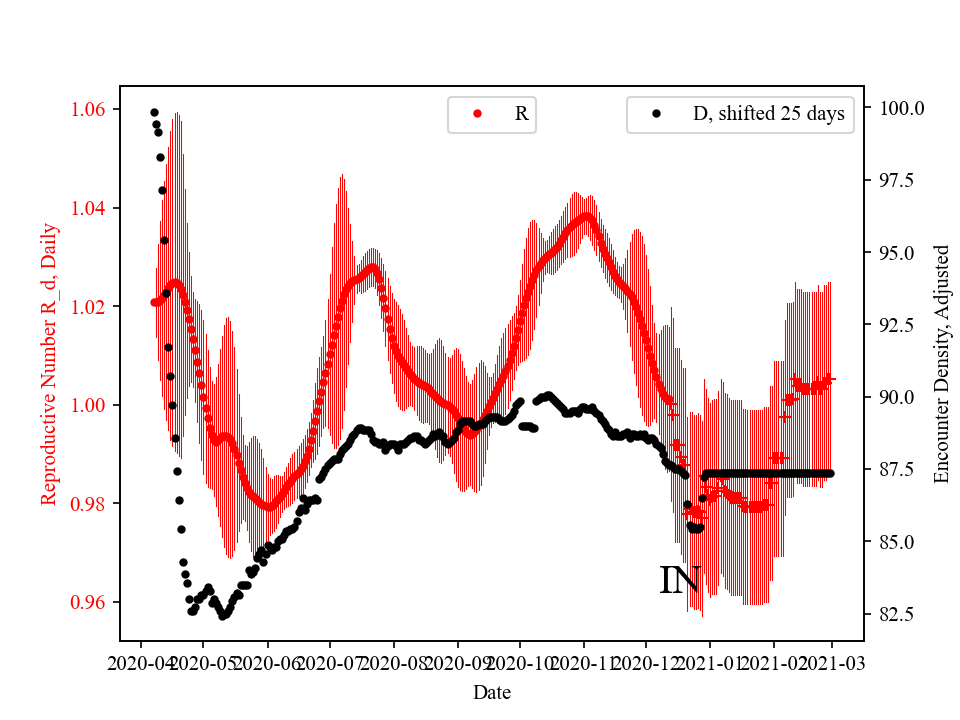 R
D, shifted 25 days
1.06
1.04
1.02
1.00
0.98
0.96
Reproductive Number R_d, Daily
100.0
97.5
95.0
92.5
90.0
87.5
85.0
82.5
Encounter Density, Adjusted
IN
2020-04 2020-05 2020-06 2020-07 2020-08 2020-09 2020-10 2020-11 2020-12 2021-01 2021-02 2021-03
Date